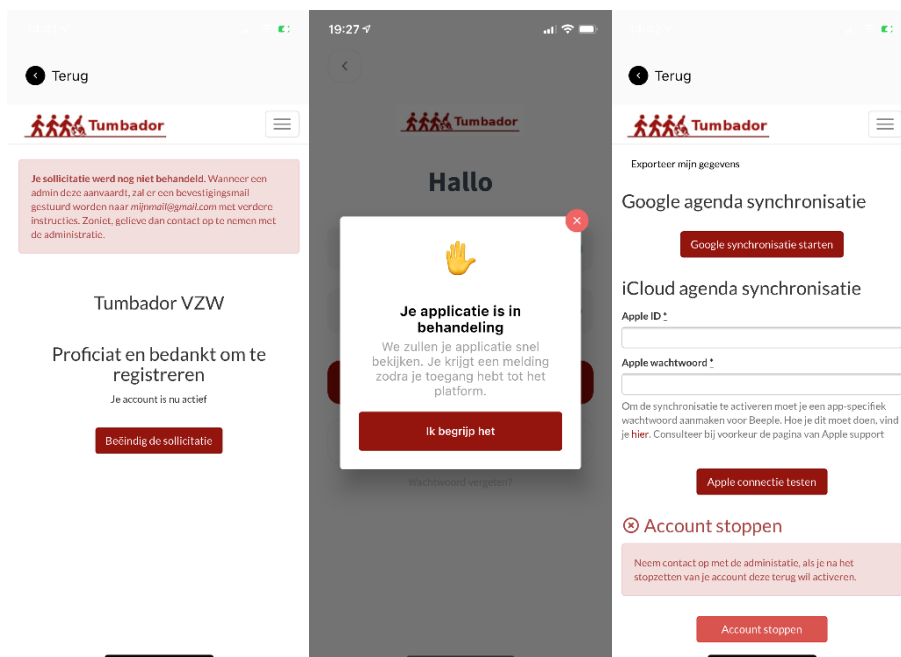 Terug
Tumbador
Je sollicitatie werd nog niet behandeld. Wanneer een
admin deze aanvaardt, zal er een bevestigingsmail
gestuurd worden naar mijnmail@gmail.com met verdere
instructies. Zoniet, gelieve dan contact op te nemen met
de administratie.
Tumbador VZW
Proficiat en bedankt om te
registreren
Je account is nu actief
Beëindig de sollicitatie
19:27
Tumbador
Hallo
Je applicatie is in
behandeling
We zullen je applicatie snel
bekijken. Je krijgt een melding
zodra je toegang hebt tot het
platform.
Ik begrijp het
Wachtwoord vergeten?
Terug
Tumbador
Exporteer mijn gegevens
Google agenda synchronisatie
Google synchronisatie starten
iCloud agenda synchronisatie
Apple ID *
Apple wachtwoord *
Om de synchronisatie te activeren moet je een app-specifiek
wachtwoord aanmaken voor Beeple. Hoe je dit moet doen, vind
je hier. Consulteer bij voorkeur de pagina van Apple support
Apple connectie testen
Account stoppen
Neem contact op met de administatie, als je na het
stopzetten van je account deze terug wil activeren.
Account stoppen